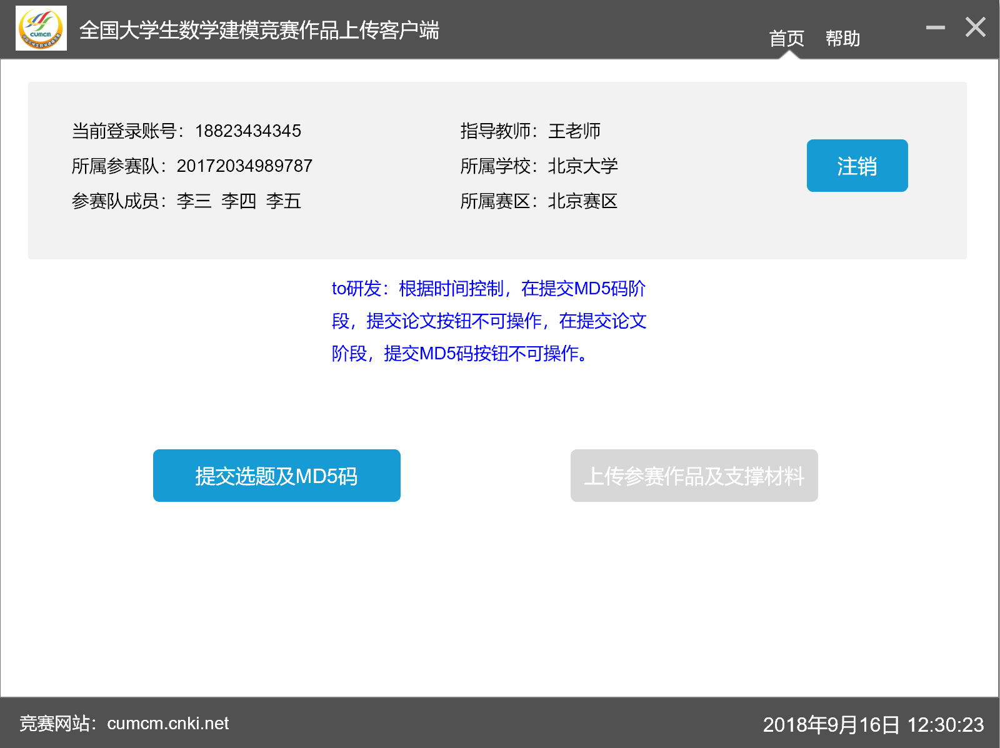 CUMCM
全国大学生数学建模竞赛作品上传客户端
首页 帮助
当前登录账号：18823434345
指导教师：王老师
所属参赛队：20172034989787
所属学校：北京大学
注销
参赛队成员：李三 李四 李五
所属赛区：北京赛区
to研发：根据时间控制，在提交MD5码阶
段，提交论文按钮不可操作，在提交论文
阶段，提交MD5码按钮不可操作。
提交选题及MD5码
上传参赛作品及支撑材料
竞赛网站：cumcm.cnki.net
2018年9月16日 12:30:23